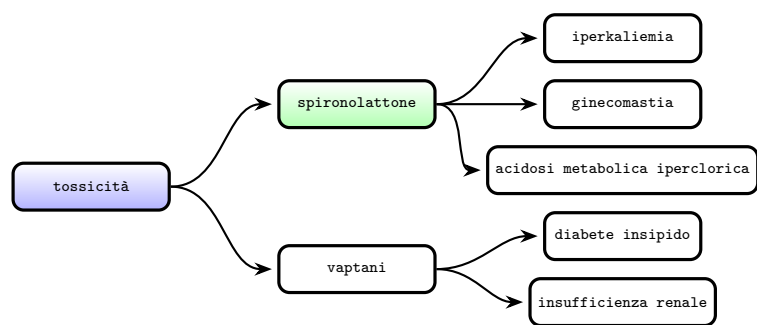 iperkaliemia
spironolattone
ginecomastia
acidosi metabolica iperclorica
tossicità
diabete insipido
vaptani
insufficienza renale